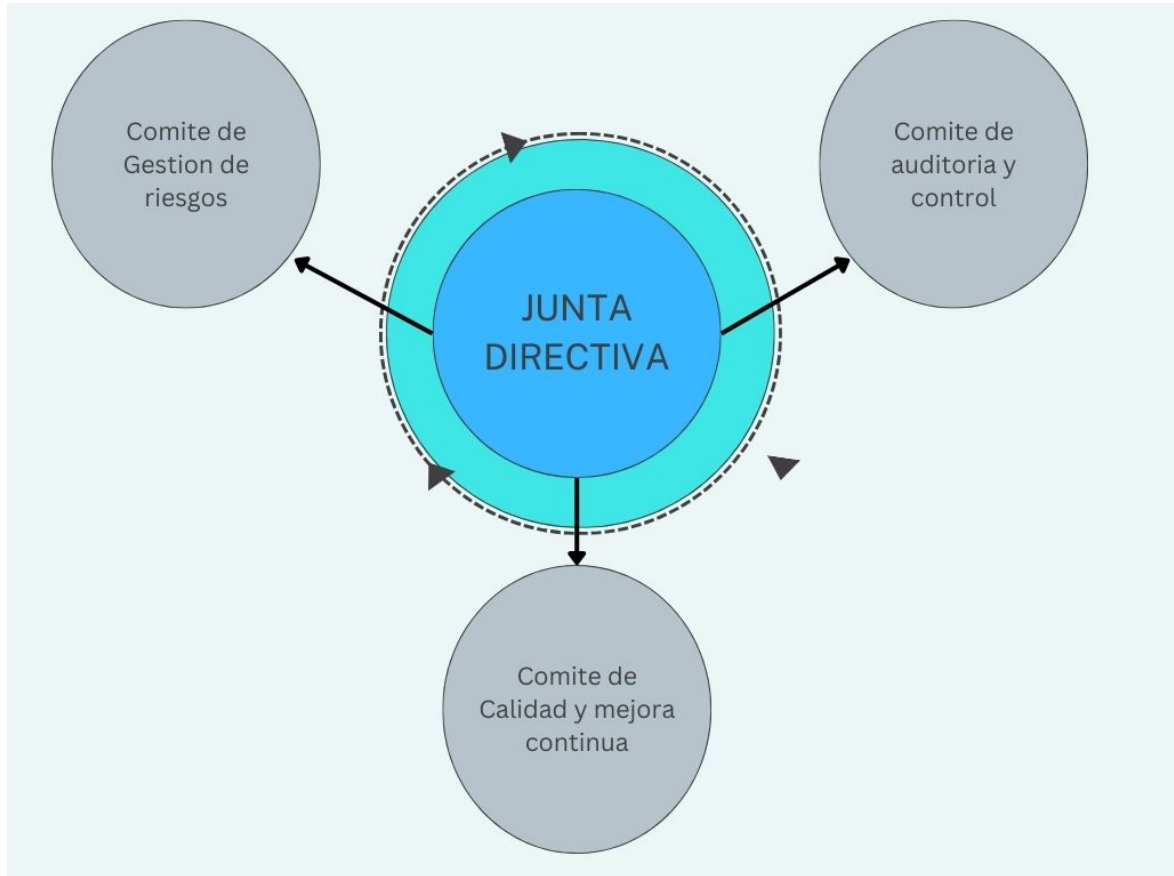 Comite de
Gestion de
riesgos
Comite de
auditoria y
control
JUNTA
DIRECTIVA
Comite de
Calidad y mejora
continua